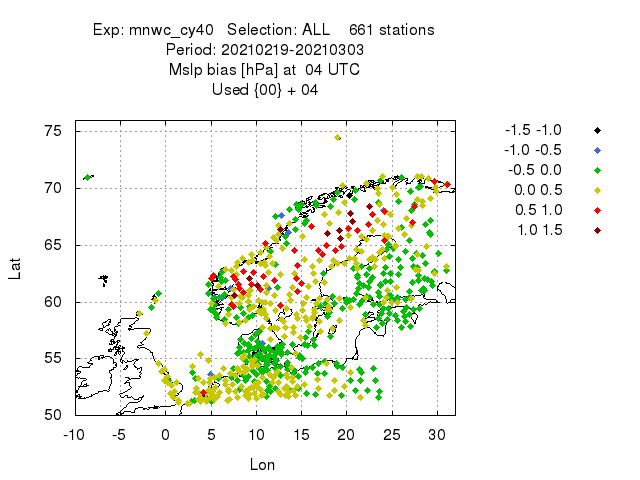 Exp: mnwc_cy40 Selection: ALL 661 stations
Period: 20210219-20210303
Mslp bias [hPa] at 04 UTC
Used {00} + 04
-1.5 -1.0
-1.0 -0.5
-0.5 0.0
0.0 0.5
0.5 1.0
1.0 1.5
75
70
65
60
55
50
Lat
-10 -5 0 5 10 15 20 25 30
Lon